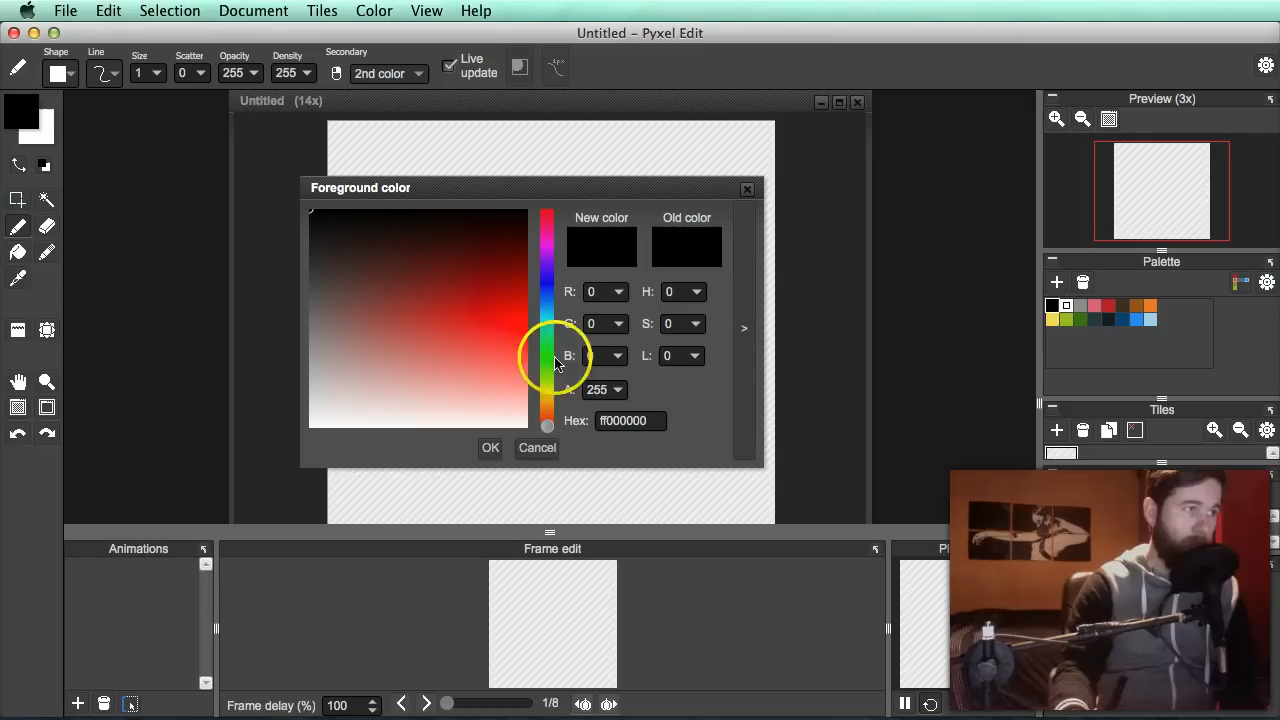 File Edit Selection Document Tiles Color View Help
Untitled – Pyxel Edit
Shape Line Size Scatter Opacity Density Secondary
1 0 255 255 2nd color Live update
Untitled (14x)
Preview (3x)
Foreground color
New color Old color
R: 0 H: 0
S: 0
B: L: 0
255
Hex: ff000000
OK Cancel
>
Palette
Tiles
Animations
Frame edit
Frame delay (%) 100
1/8